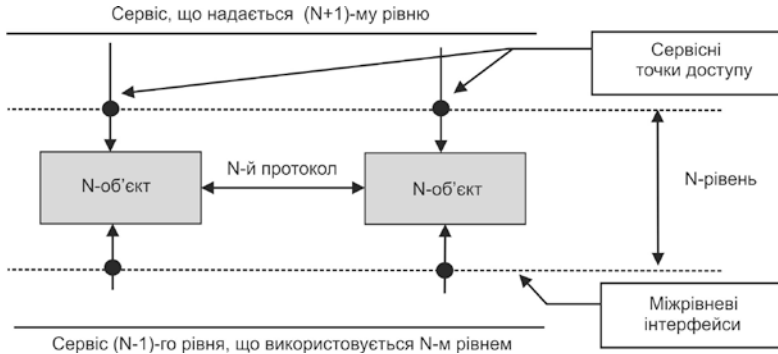 Сервіс, що надається (N+1)-му рівню
Сервісні
точки доступу
N-й протокол
N-об'єкт
N-об'єкт
N-рівень
Міжрівневі
інтерфейси
Сервіс (N-1)-го рівня, що використовується N-м рівнем